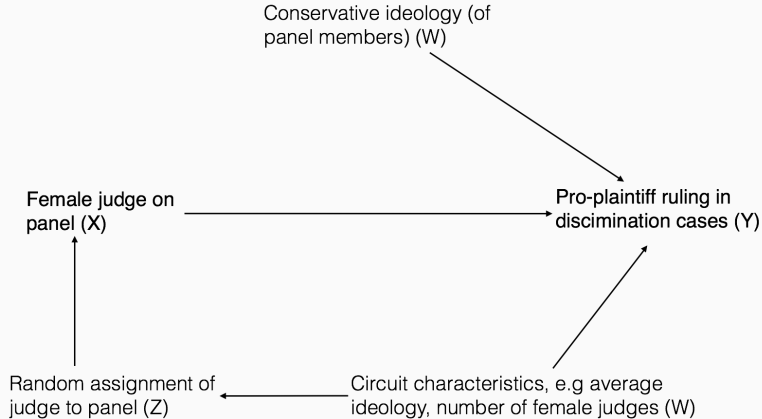 Conservative ideology (of
panel members) (W)
Female judge on
panel (X)
Pro-plaintiff ruling in
discimination cases (Y)
Random assignment of
judge to panel (Z)
Circuit characteristics, e.g average
ideology, number of female judges (W)